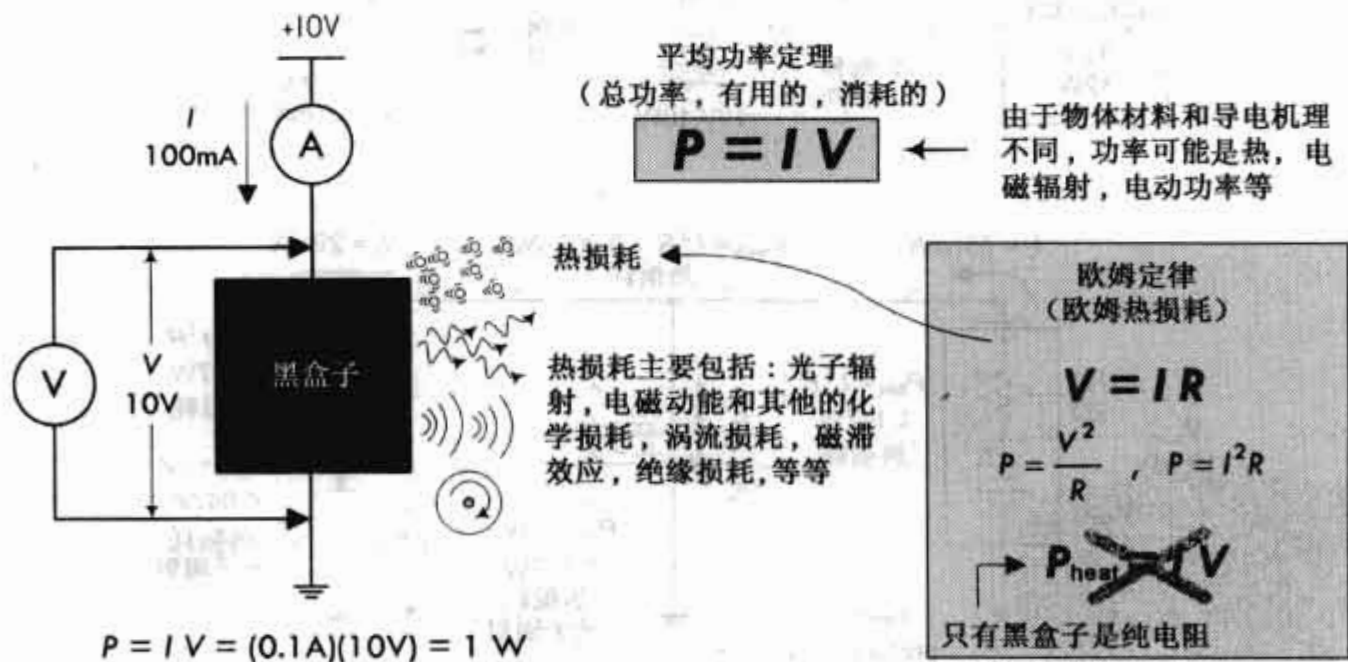 +10V
I
100mA
A
V
V
10V
黑盒子
P = I V = (0.1A)(10V) = 1 W
平均功率定理
（总功率，有用的，消耗的）
P = I V
由于物体材料和导电机理
不同，功率可能是热，电
磁辐射，电动功率等
热损耗
热损耗主要包括：光子辐
射，电磁动能和其他的化
学损耗，涡流损耗，磁滞
效应，绝缘损耗，等等
欧姆定律
（欧姆热损耗）
V = I R
P = V²/R ， P = I²R
Pheat = I V
只有黑盒子是纯电阻